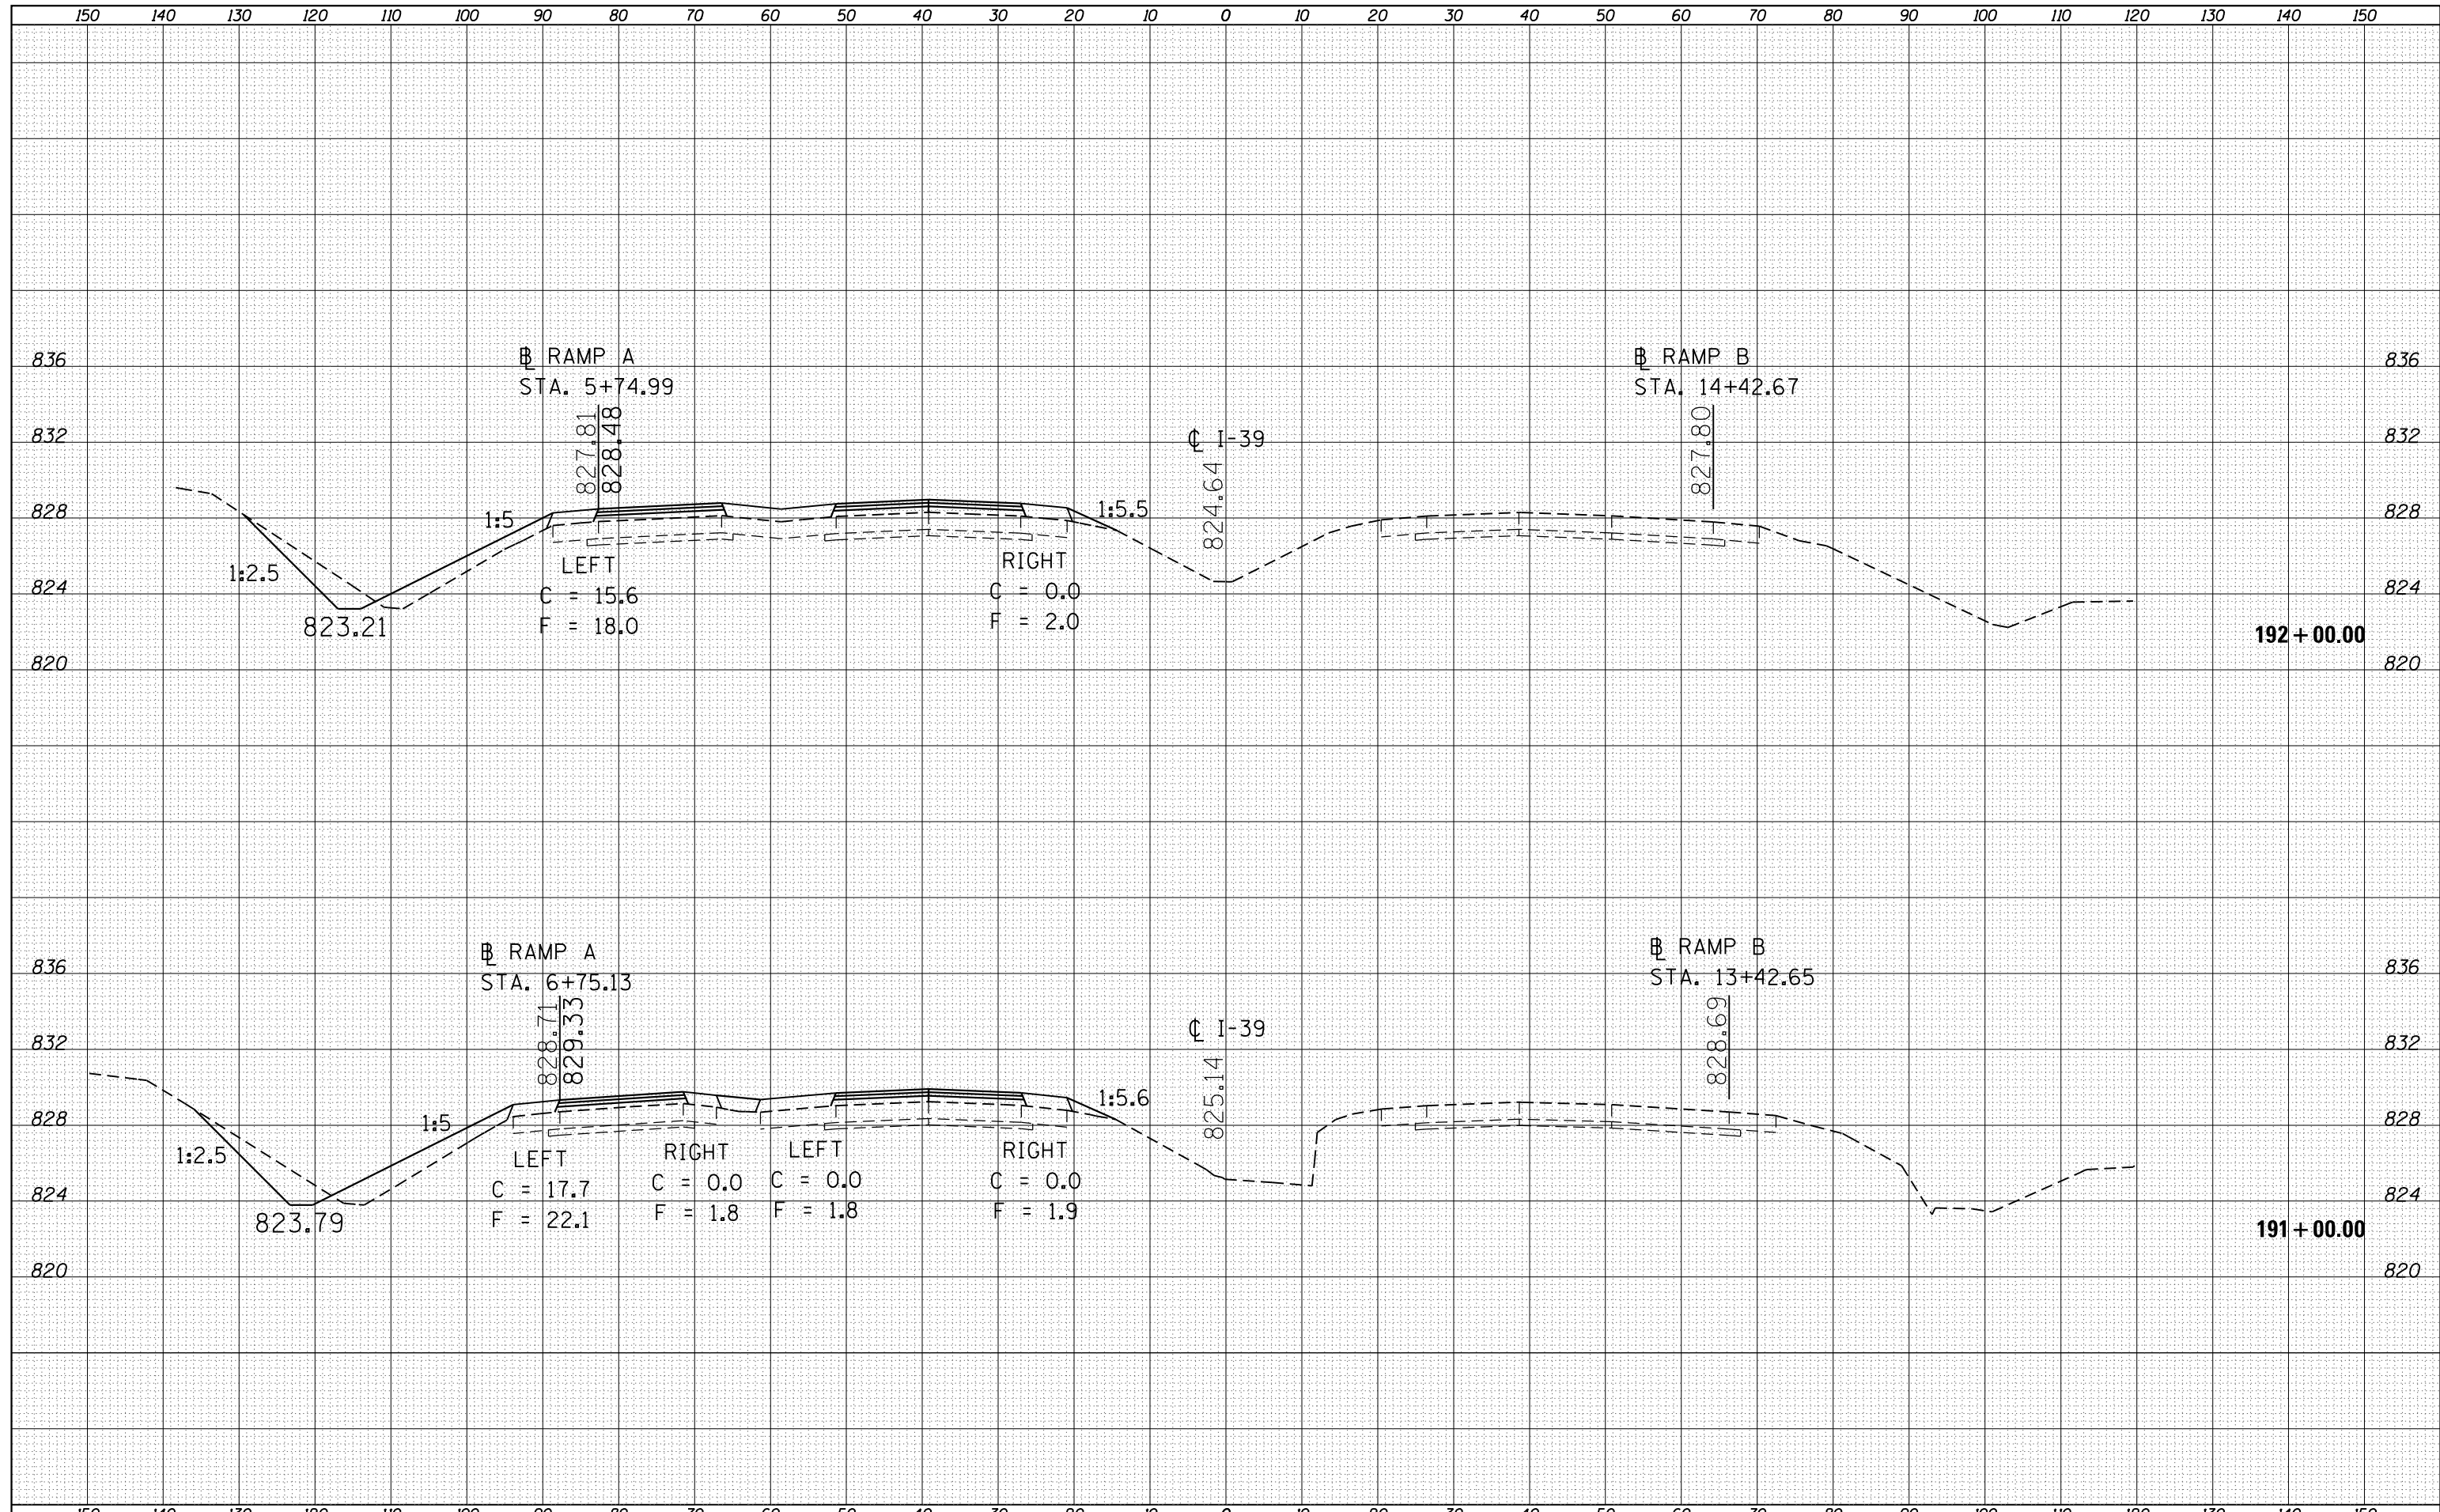 150 140 130 120 110 100 90 80 70 60 50 40 30 20 10 0 10 20 30 40 50 60 70 80 90 100 110 120 130 140 150
836 ⅊ RAMP A ⅊ RAMP B 836
STA. 5+74.99 STA. 14+42.67
827.81
828.48
827.80
832 ℄ I-39 832
824.64
828 1:5 1:5.5 828
LEFT RIGHT
1:2.5
824 C = 15.6 C = 0.0 824
823.21 F = 18.0 F = 2.0
192+00.00
820 820
℄ RAMP A ℄ RAMP B
836 836
STA. 6+75.13 STA. 13+42.65
828.71
829.33
828.69
832 ℄ I-39 832
825.14
1:5.6
828 1:5 828
1:2.5 LEFT RIGHT LEFT RIGHT
C = 17.7 C = 0.0 C = 0.0 C = 0.0
824 824
823.79 F = 22.1 F = 1.8 F = 1.8 F = 1.9
191+00.00
820 820